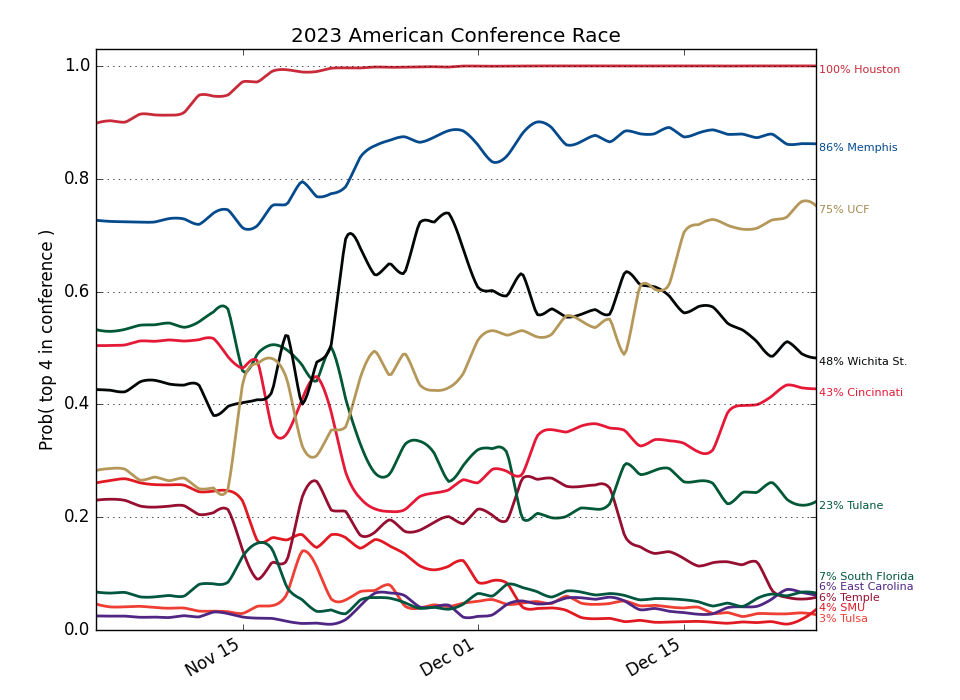 2023 American Conference Race
Prob( top 4 in conference )
1.0
0.8
0.6
0.4
0.2
0.0
Nov 15
Dec 01
Dec 15
100% Houston
86% Memphis
75% UCF
48% Wichita St.
43% Cincinnati
23% Tulane
7% South Florida
6% East Carolina
6% Temple
4% SMU
3% Tulsa